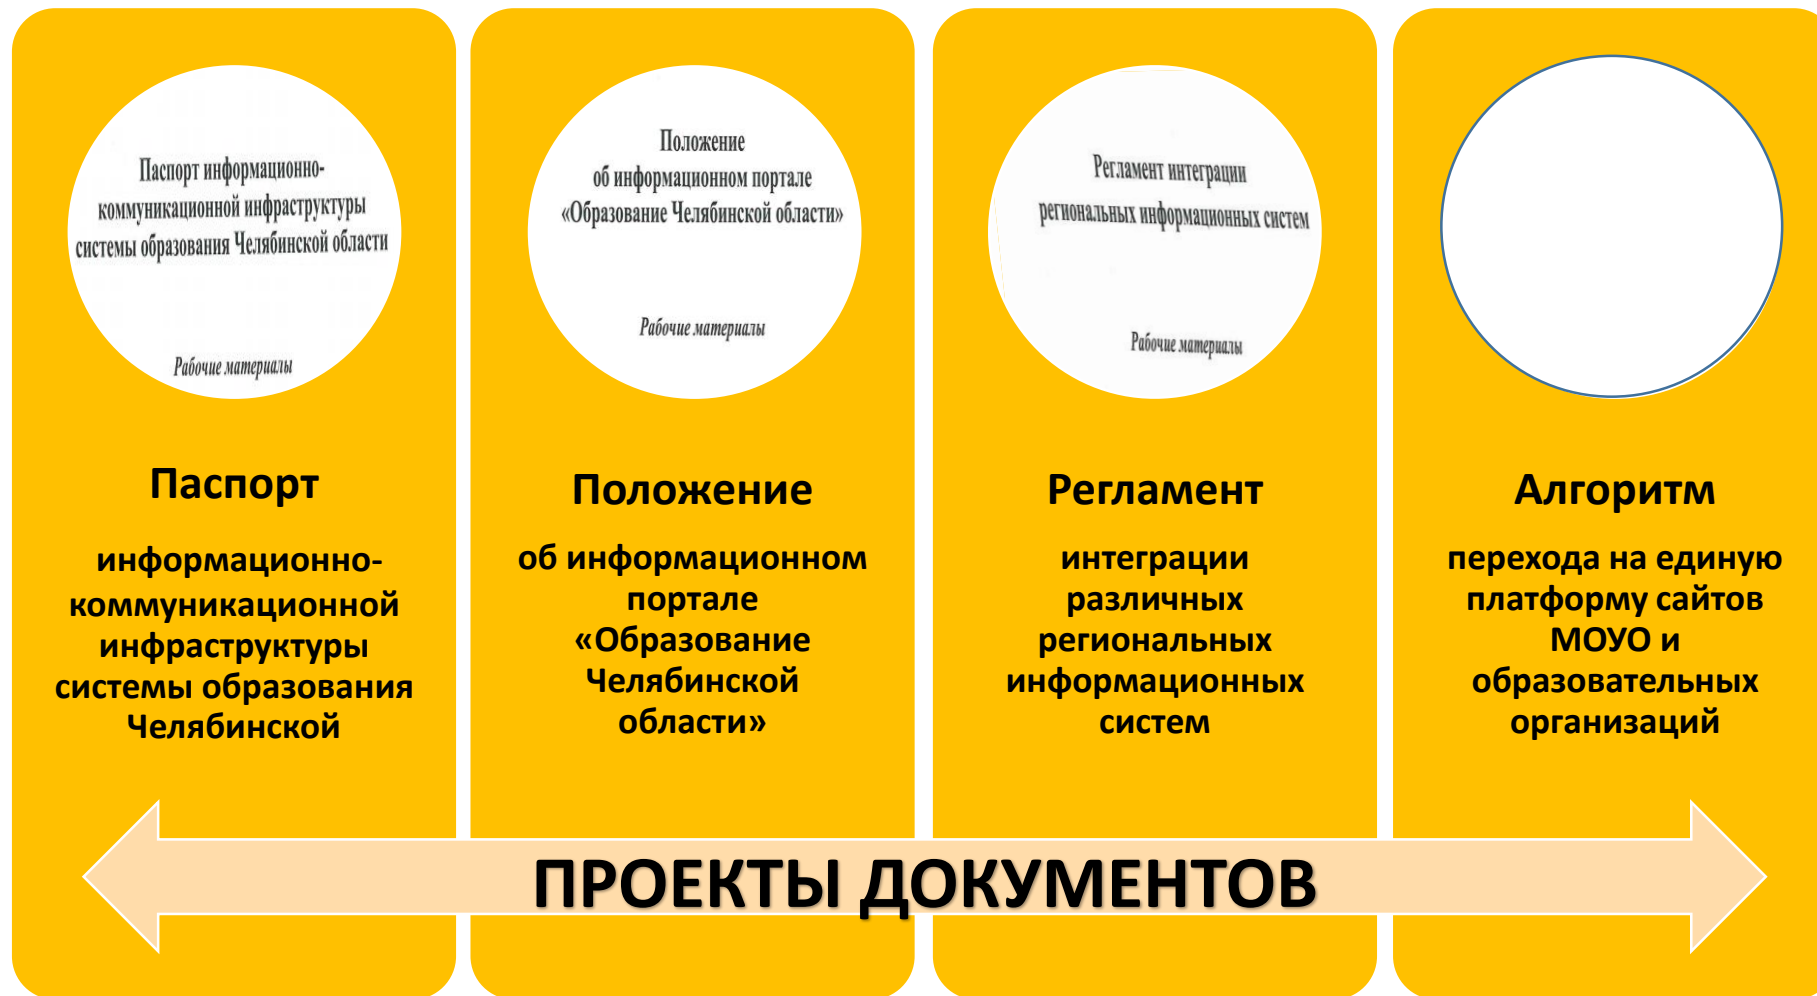 Паспорт информационно-
коммуникационной инфраструктуры
системы образования Челябинской области
Рабочие материалы
Паспорт
информационно-
коммуникационной
инфраструктуры
системы образования
Челябинской
Положение
об информационном портале
«Образование Челябинской области»
Рабочие материалы
Положение
об информационном
портале
«Образование
Челябинской
области»
Регламент интеграции
региональных информационных систем
Рабочие материалы
Регламент
интеграции
различных
региональных
информационных
систем
Алгоритм
перехода на единую
платформу сайтов
МОУО и
образовательных
организаций
ПРОЕКТЫ ДОКУМЕНТОВ